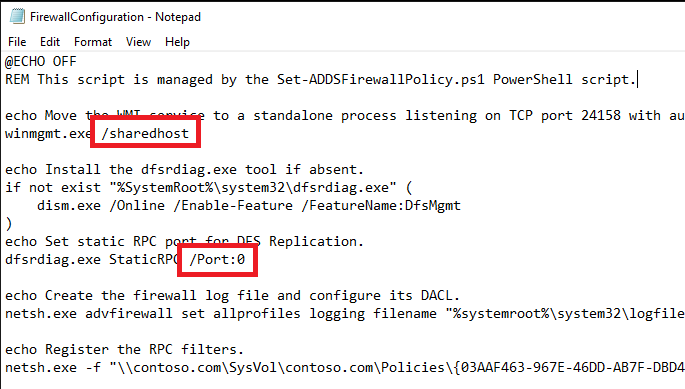 FirewallConfiguration - Notepad
File Edit Format View Help
@ECHO OFF
REM This script is managed by the Set-ADDSFirewallPolicy.ps1 PowerShell script.
echo Move the WMI service to a standalone process listening on TCP port 24158 with au
winmgmt.exe /sharedhost
echo Install the dfsrdiag.exe tool if absent.
if not exist "%SystemRoot%\system32\dfsrdiag.exe" (
dism.exe /Online /Enable-Feature /FeatureName:DfsMgmt
)
echo Set static RPC port for DFS Replication.
dfsrdiag.exe StaticRPC /Port:0
echo Create the firewall log file and configure its DACL.
netsh.exe advfirewall set allprofiles logging filename "%systemroot%\system32\logfile
echo Register the RPC filters.
netsh.exe -f "\\contoso.com\SysVol\contoso.com\Policies\{03AAF463-967E-46DD-AB7F-DBD4